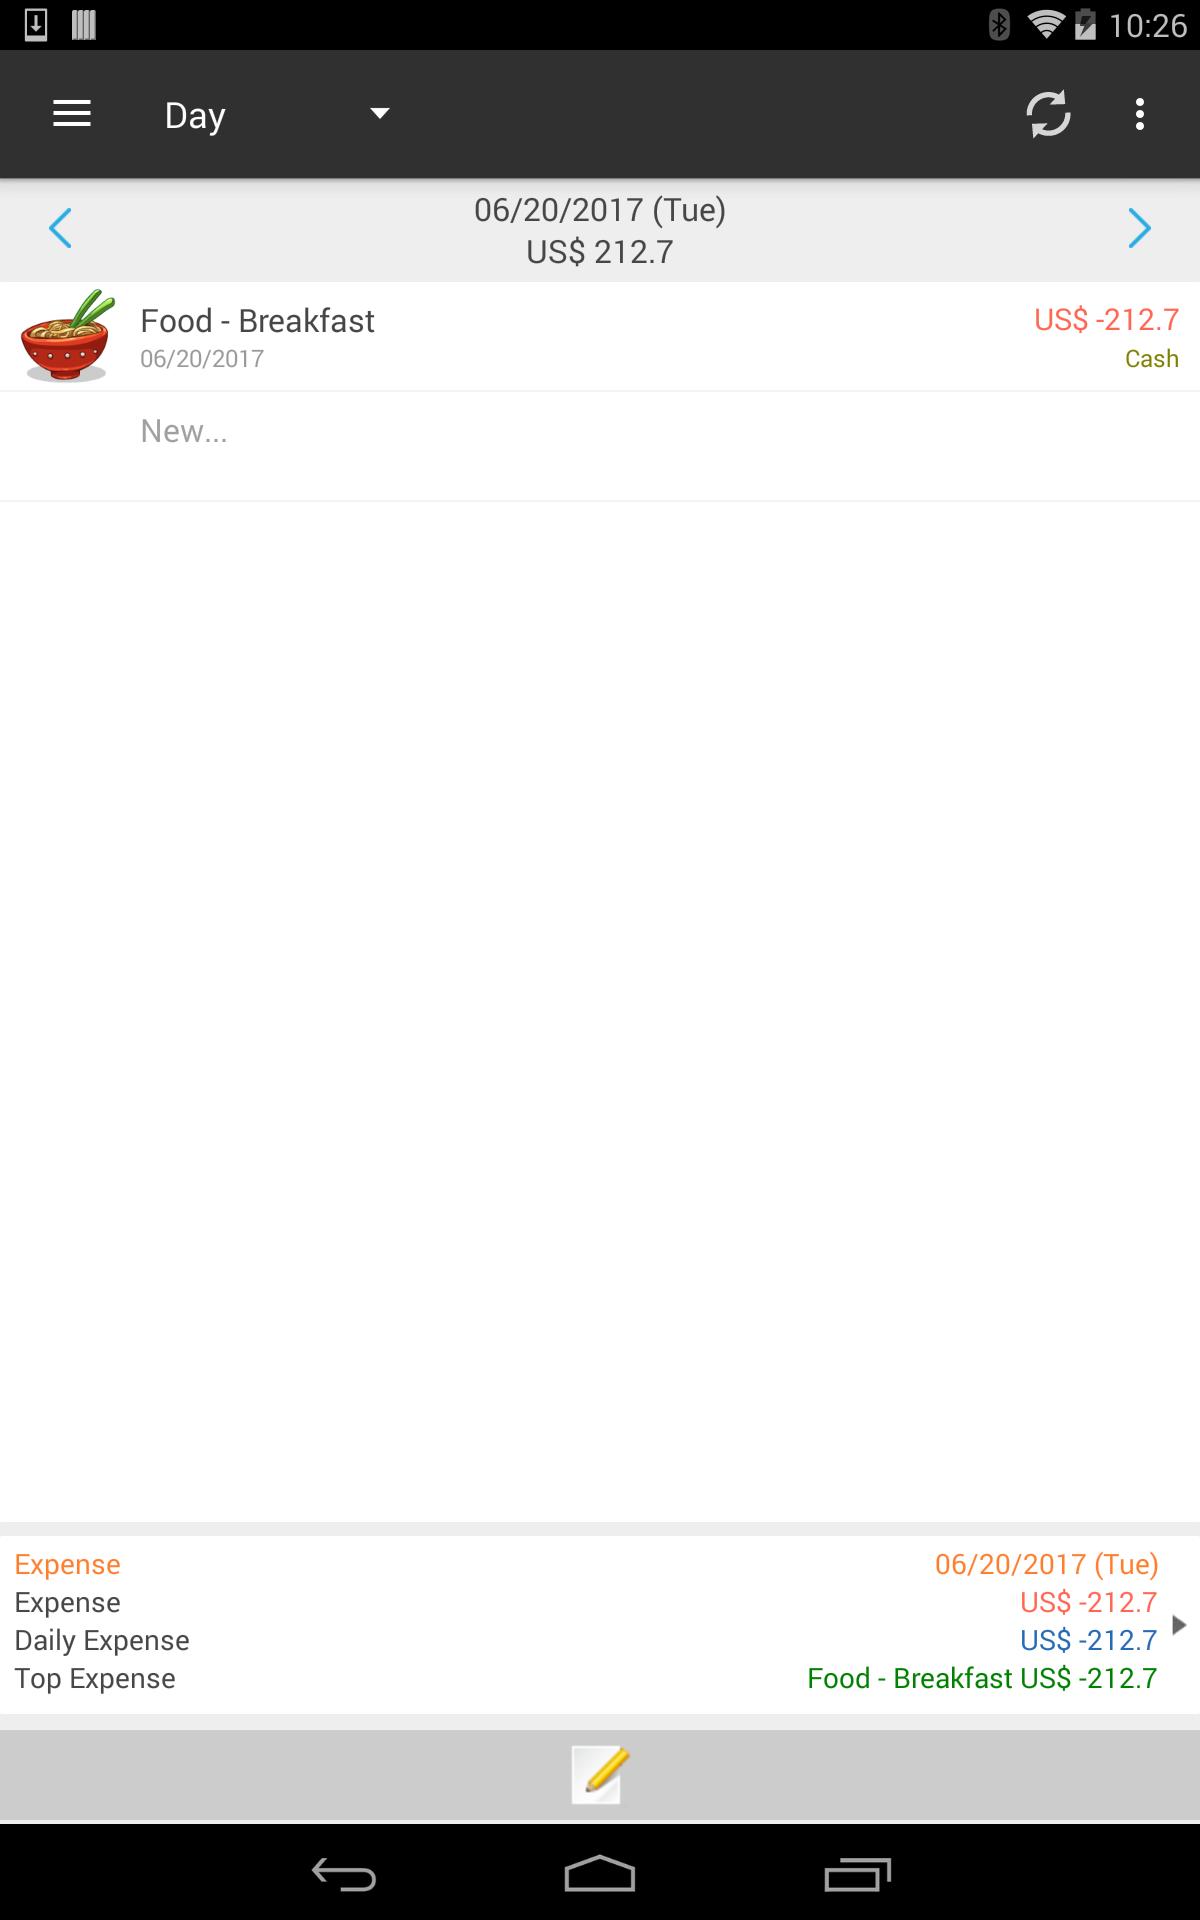 10:26
Day
06/20/2017 (Tue)
US$ 212.7
Food - Breakfast
US$ -212.7
06/20/2017
Cash
New...
Expense
06/20/2017 (Tue)
Expense
US$ -212.7
Daily Expense
US$ -212.7
Top Expense
Food - Breakfast US$ -212.7